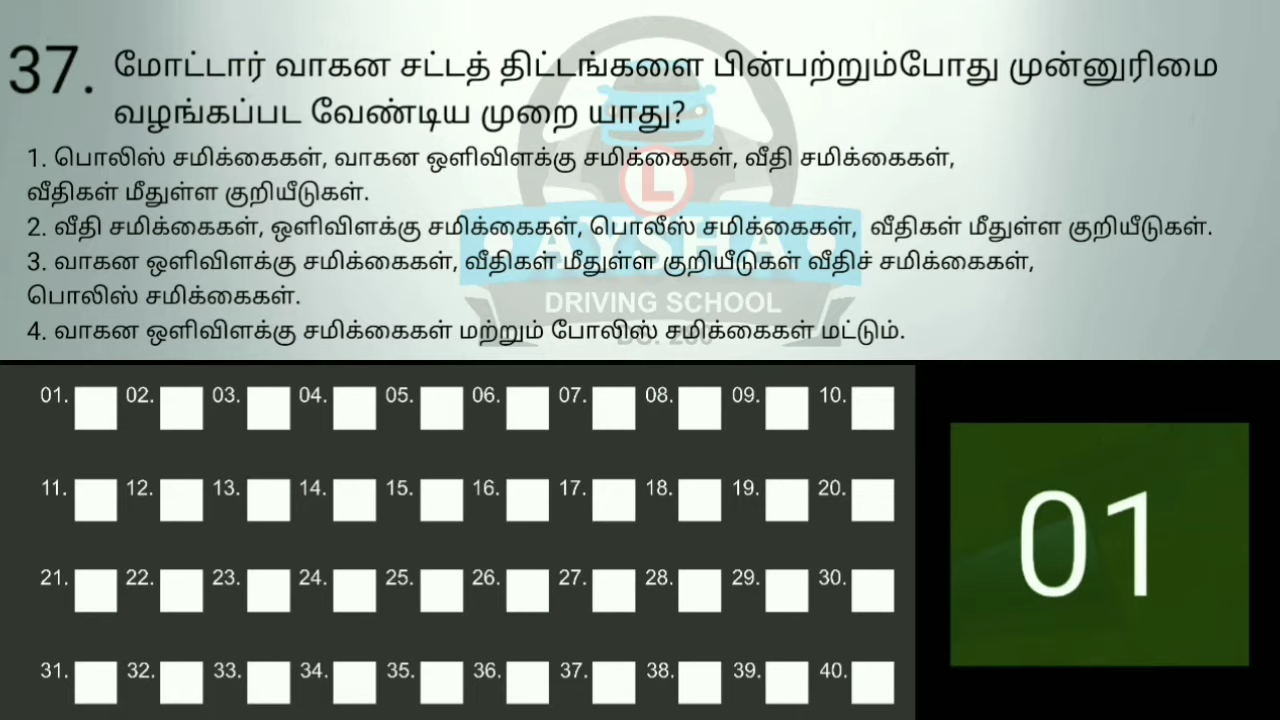 37. மோட்டார் வாகன சட்டத் திட்டங்களை பின்பற்றும்போது முன்னுரிமை
வழங்கப்பட வேண்டிய முறை யாது?
1. பொலிஸ் சமிக்கைகள், வாகன ஒளிவிளக்கு சமிக்கைகள், வீதி சமிக்கைகள்,
வீதிகள் மீதுள்ள குறியீடுகள்.
2. வீதி சமிக்கைகள், ஒளிவிளக்கு சமிக்கைகள், பொலீஸ் சமிக்கைகள், வீதிகள் மீதுள்ள குறியீடுகள்.
3. வாகன ஒளிவிளக்கு சமிக்கைகள், வீதிகள் மீதுள்ள குறியீடுகள் வீதிச் சமிக்கைகள்,
பொலிஸ் சமிக்கைகள்.
4. வாகன ஒளிவிளக்கு சமிக்கைகள் மற்றும் போலிஸ் சமிக்கைகள் மட்டும்.
L
AYSHA
DRIVING SCHOOL
01. 02. 03. 04. 05. 06. 07. 08. 09. 10.
11. 12. 13. 14. 15. 16. 17. 18. 19. 20.
21. 22. 23. 24. 25. 26. 27. 28. 29. 30.
31. 32. 33. 34. 35. 36. 37. 38. 39. 40.
01